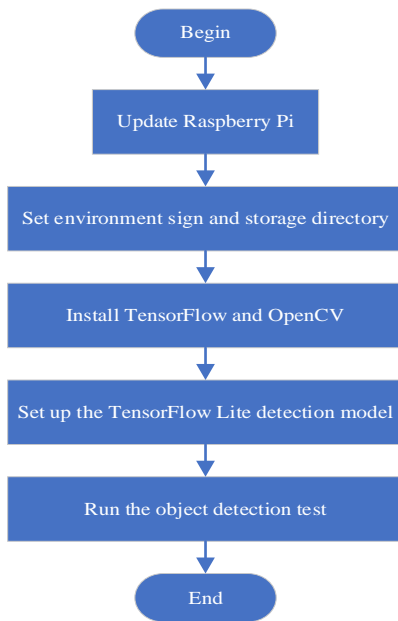 Begin
Update Raspberry Pi
Set environment sign and storage directory
Install TensorFlow and OpenCV
Set up the TensorFlow Lite detection model
Run the object detection test
End